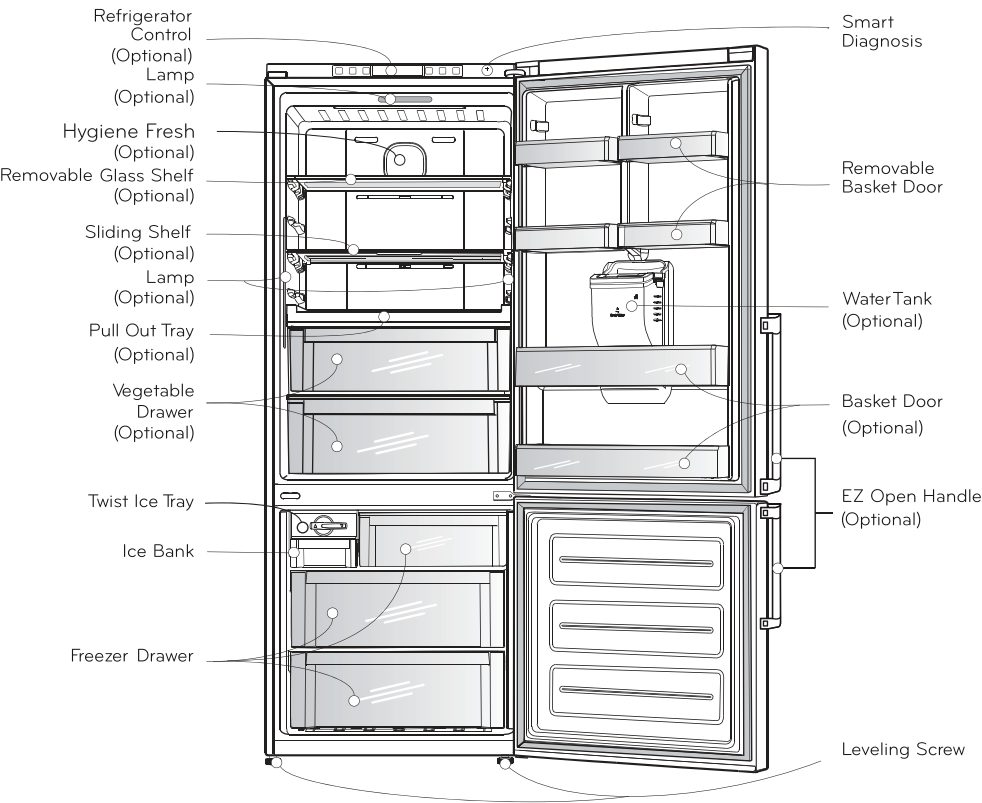 Refrigerator
Control
(Optional)
Lamp
(Optional)
Hygiene Fresh
(Optional)
Removable Glass Shelf
(Optional)
Sliding Shelf
(Optional)
Lamp
(Optional)
Pull Out Tray
(Optional)
Vegetable
Drawer
(Optional)
Twist Ice Tray
Ice Bank
Freezer Drawer
Smart
Diagnosis
Removable
Basket Door
Water Tank
(Optional)
Basket Door
(Optional)
EZ Open Handle
(Optional)
Leveling Screw